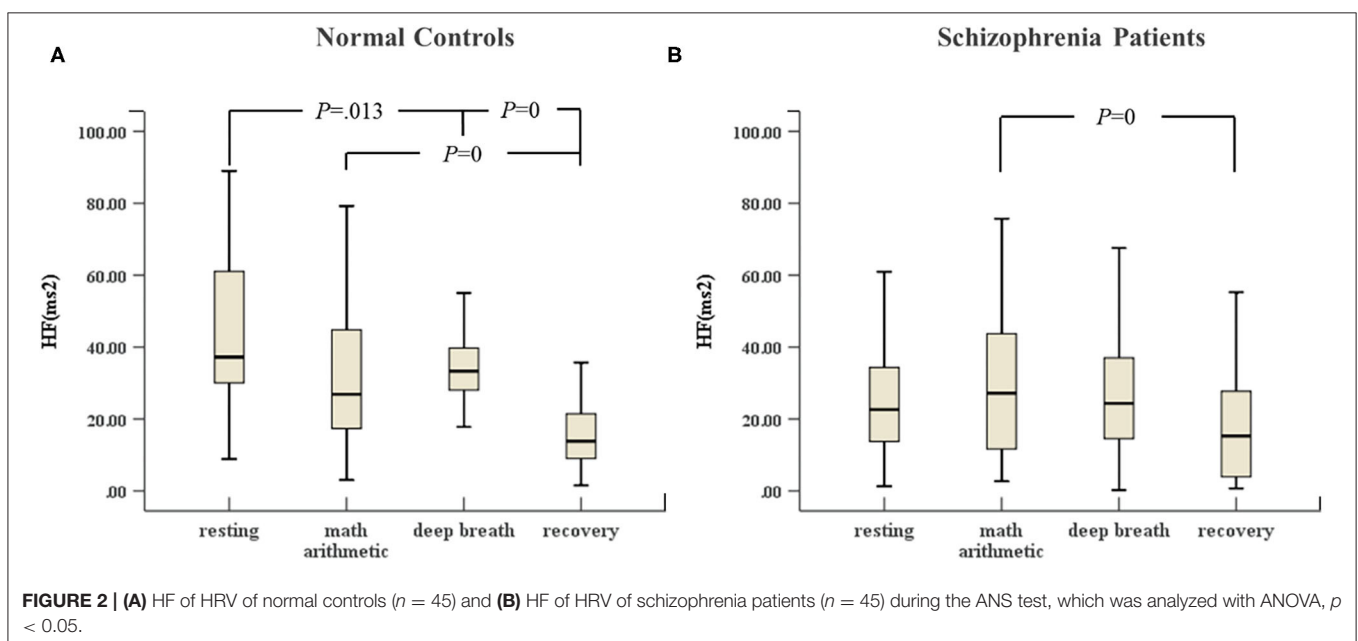 A
Normal Controls
P=.013
P=0
P=0
100.00
80.00
60.00
40.00
20.00
.00
HF(ms2)
resting
math
arithmetic
deep breath
recovery
B
Schizophrenia Patients
P=0
100.00
80.00
60.00
40.00
20.00
.00
HF(ms2)
resting
math
arithmetic
deep breath
recovery
FIGURE 2 | (A) HF of HRV of normal controls (n = 45) and (B) HF of HRV of schizophrenia patients (n = 45) during the ANS test, which was analyzed with ANOVA, p
< 0.05.